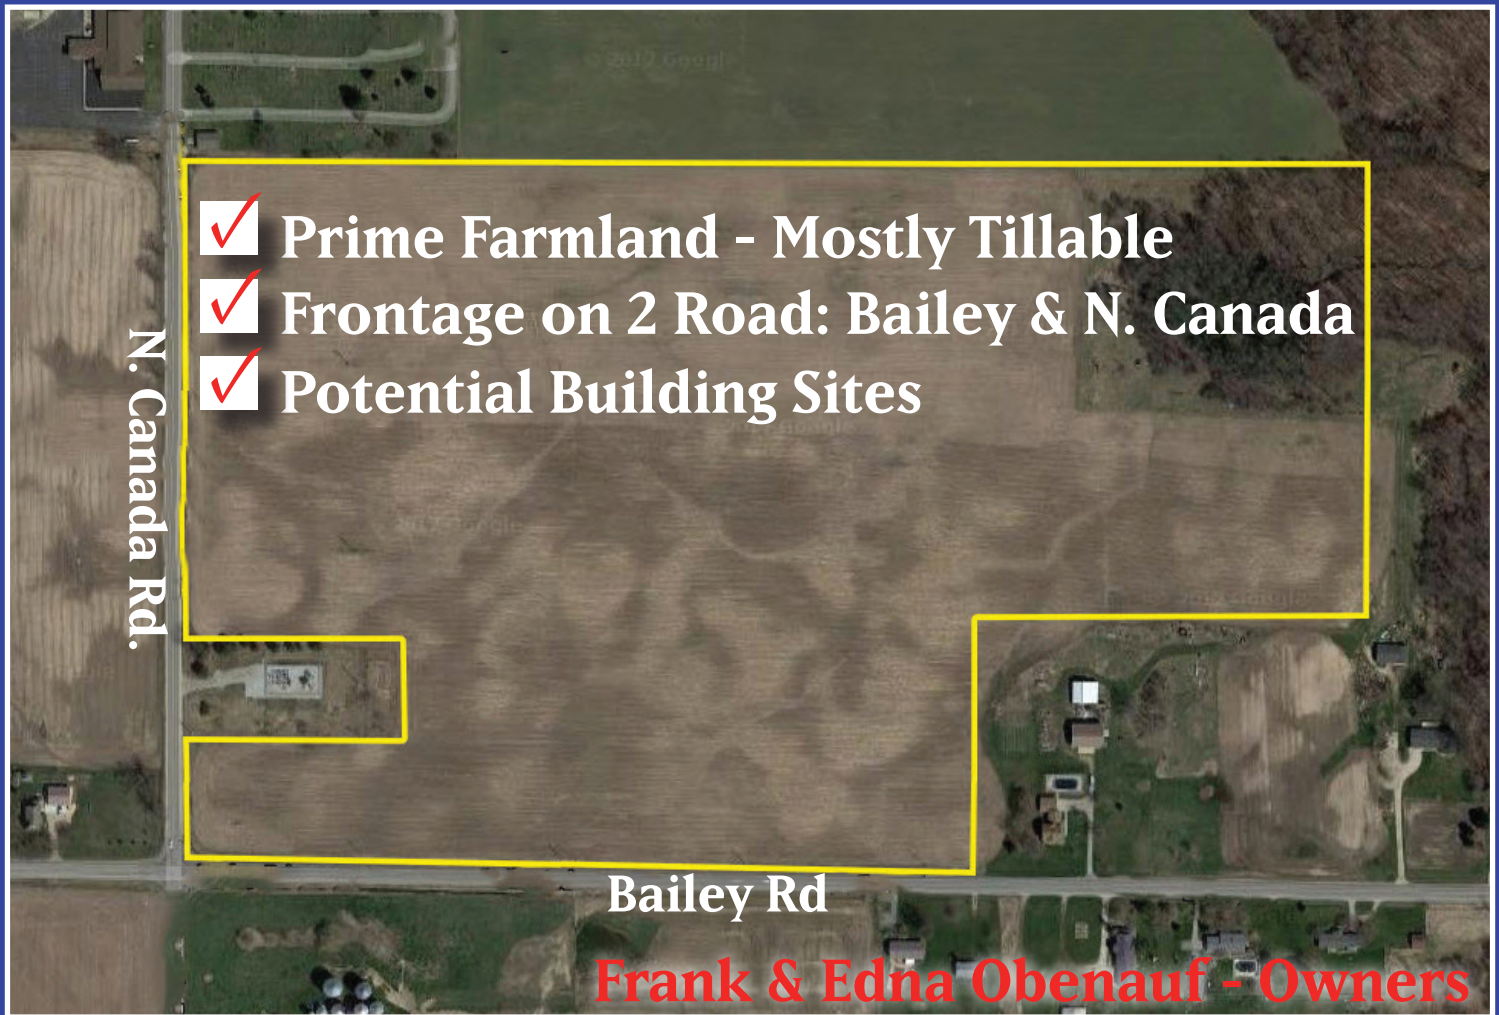 Prime Farmland - Mostly Tillable
Frontage on 2 Road: Bailey & N. Canada
Potential Building Sites
N. Canada Rd.
Bailey Rd
Frank & Edna Obenauf - Owners